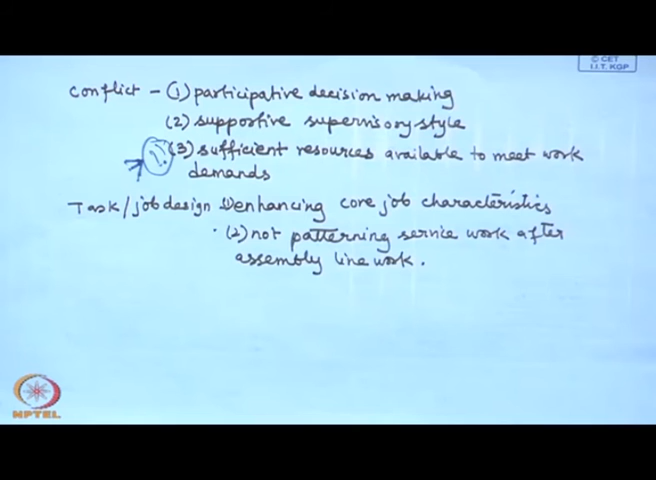 © CET
I.I.T. KGP
conflict - (1) participative decision making
(2) supportive supervisory style
(3) sufficient resources available to meet work
demands
Task/job design (1) enhancing core job characteristics
(2) not patterning service work after
assembly line work.
NPTEL